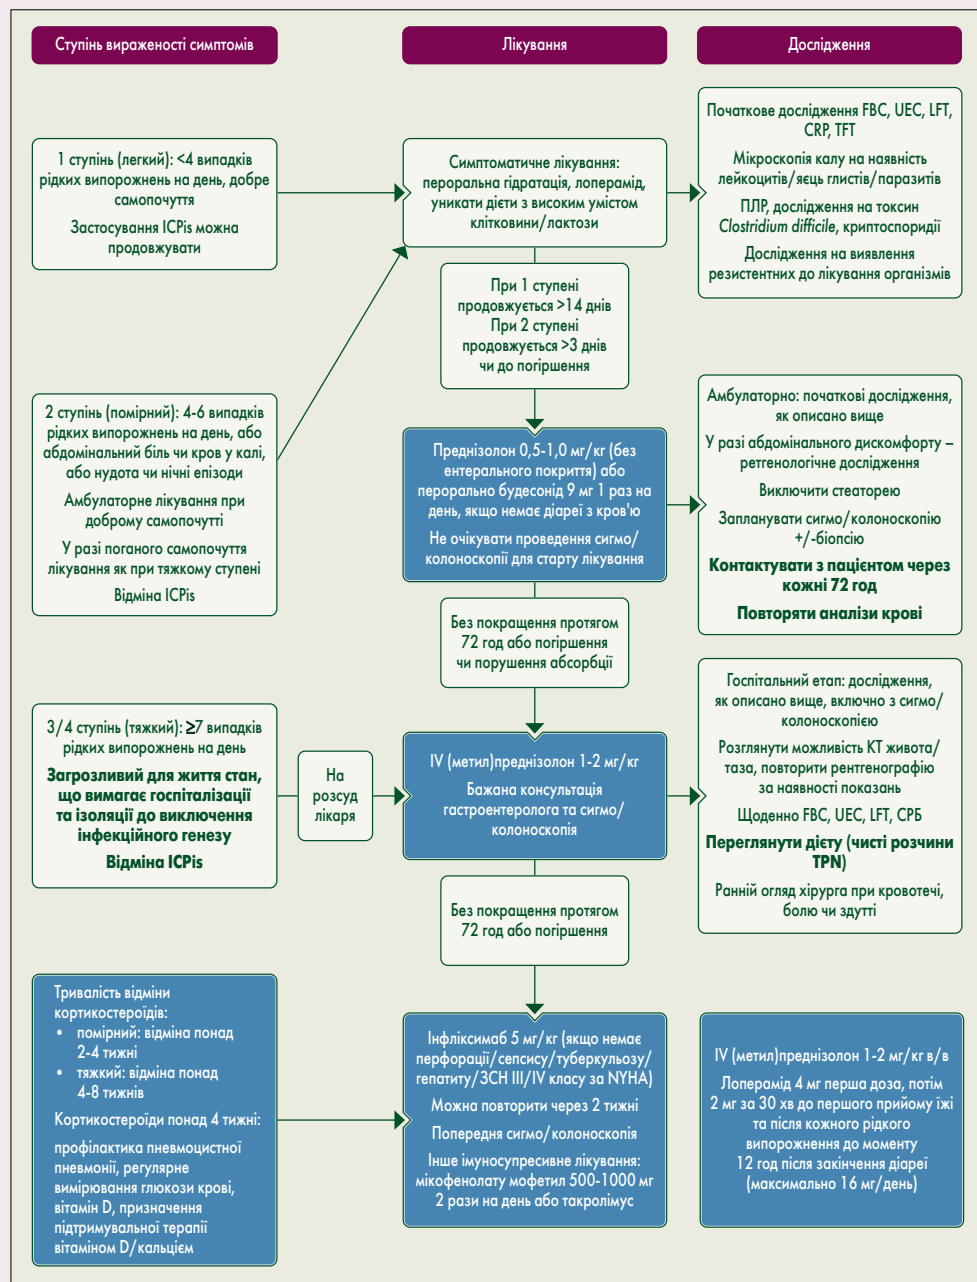 Ступінь вираженості симптомів
Лікування
Дослідження
1 ступінь (легкий): <4 випадків
рідких випорожнень на день, добре
самопочуття
Застосування ICPis можна
продовжувати
Симптоматичне лікування:
пероральна гідратація, лоперамід,
уникати дієти з високим умістом
клітковини/лактози
Початкове дослідження FBC, UEC, LFT,
CRP, TFT
Мікроскопія калу на наявність
лейкоцитів/яєць глистів/паразитів
ПЛР, дослідження на токсин
Clostridium difficile, криптоспоридії
Дослідження на виявлення
резистентних до лікування організмів
При 1 ступені
продовжується >14 днів
При 2 ступені
продовжується >3 днів
чи до погіршення
2 ступінь (помірний): 4-6 випадків
рідких випорожнень на день, або
абдомінальний біль чи кров у калі,
або нудота чи нічні епізоди
Амбулаторне лікування при
доброму самопочутті
У разі поганого самопочуття
лікування як при тяжкому ступені
Відміна ICPis
Преднізолон 0,5-1,0 мг/кг (без
ентерального покриття) або
перорально будесонід 9 мг 1 раз на
день, якщо немає діареї з кров'ю
Не очікувати проведення сигмо/
колоноскопії для старту лікування
Амбулаторно: початкові дослідження,
як описано вище
У разі абдомінального дискомфорту –
ретгенологічне дослідження
Виключити стеаторею
Запланувати сигмо/колоноскопію
+/-біопсію
Контактувати з пацієнтом через
кожні 72 год
Повторяти аналізи крові
Без покращення протягом
72 год або погіршення
чи порушення абсорбції
3/4 ступінь (тяжкий): ≥7 випадків
рідких випорожнень на день
Загрозливий для життя стан,
що вимагає госпіталізації
та ізоляції до виключення
інфекційного генезу
Відміна ICPis
На
розсуд
лікаря
IV (метил)преднізолон 1-2 мг/кг
Бажана консультація
гастроентеролога та сигмо/
колоноскопія
Госпітальний етап: дослідження,
як описано вище, включно з сигмо/
колоноскопією
Розглянути можливість КТ живота/
таза, повторити рентгенографію
за наявності показань
Щоденно FBC, UEC, LFT, СРБ
Переглянути дієту (чисті розчини
TPN)
Ранній огляд хірурга при кровотечі,
болю чи здутті
Без покращення протягом
72 год або погіршення
Тривалість відміни
кортикостероїдів:
• помірний: відміна понад
2-4 тижні
• тяжкий: відміна понад
4-8 тижнів
Кортикостероїди понад 4 тижні:
профілактика пневмоцистної
пневмонії, регулярне
вимірювання глюкози крові,
вітамін D, призначення
підтримувальної терапії
вітаміном D/кальцієм
Інфліксимаб 5 мг/кг (якщо немає
перфорації/сепсису/туберкульозу/
гепатиту/ЗСН III/IV класу за NYHA)
Можна повторити через 2 тижні
Попередня сигмо/колоноскопія
Інше імуносупресивне лікування:
мікофенолату мофетил 500-1000 мг
2 рази на день або такролімус
IV (метил)преднізолон 1-2 мг/кг в/в
Лоперамід 4 мг перша доза, потім
2 мг за 30 хв до першого прийому їжі
та після кожного рідкого
випорожнення до моменту
12 год після закінчення діареї
(максимально 16 мг/день)